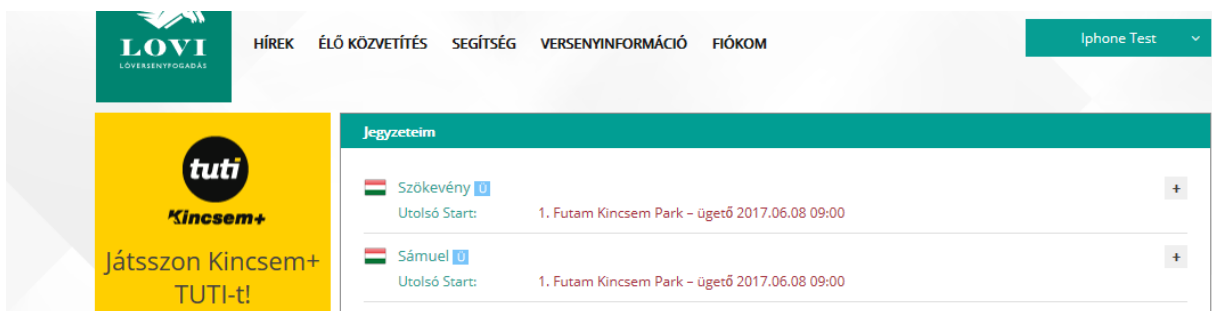 LOVI
LÓVERSENYFOGADÁS
HÍREK ÉLŐ KÖZVETÍTÉS SEGÍTSÉG VERSENYINFORMÁCIÓ FIÓKOM
Iphone Test
tuti
Kincsem+
Játsszon Kincsem+
TUTI-t!
Jegyzeteim
Szökevény Ü
Utolsó Start: 1. Futam Kincsem Park – ügető 2017.06.08 09:00
+
Sámuel Ü
Utolsó Start: 1. Futam Kincsem Park – ügető 2017.06.08 09:00
+